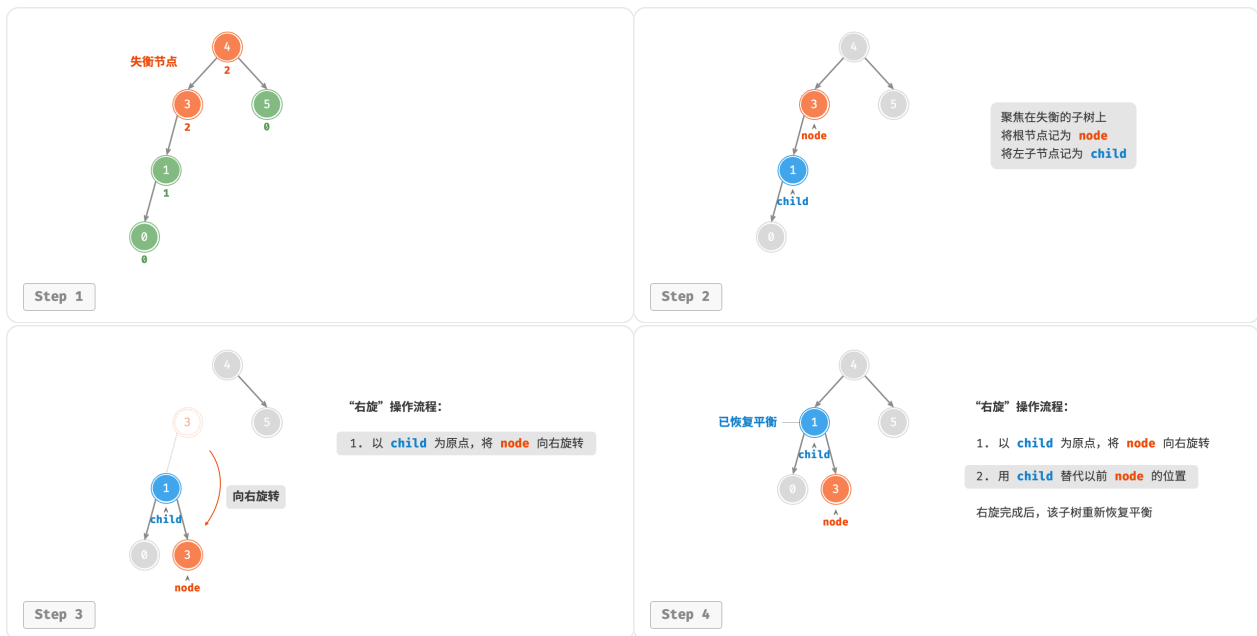 失衡节点
4
2
3
2
5
0
1
1
0
0
Step 1
4
3
node
5
1
child
0
聚焦在失衡的子树上
将根节点记为 node
将左子节点记为 child
Step 2
4
3
5
1
child
0
3
node
向右旋转
“右旋”操作流程：
1. 以 child 为原点，将 node 向右旋转
Step 3
4
已恢复平衡
1
child
5
0
3
node
“右旋”操作流程：
1. 以 child 为原点，将 node 向右旋转
2. 用 child 替代以前 node 的位置
右旋完成后，该子树重新恢复平衡
Step 4